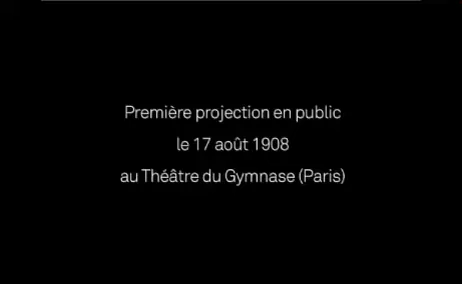 Première projection en public
le 17 août 1908
au Théâtre du Gymnase (Paris)